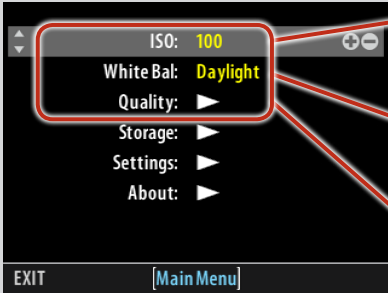 ISO: 100
White Bal: Daylight
Quality:
Storage:
Settings:
About:
EXIT [Main Menu]